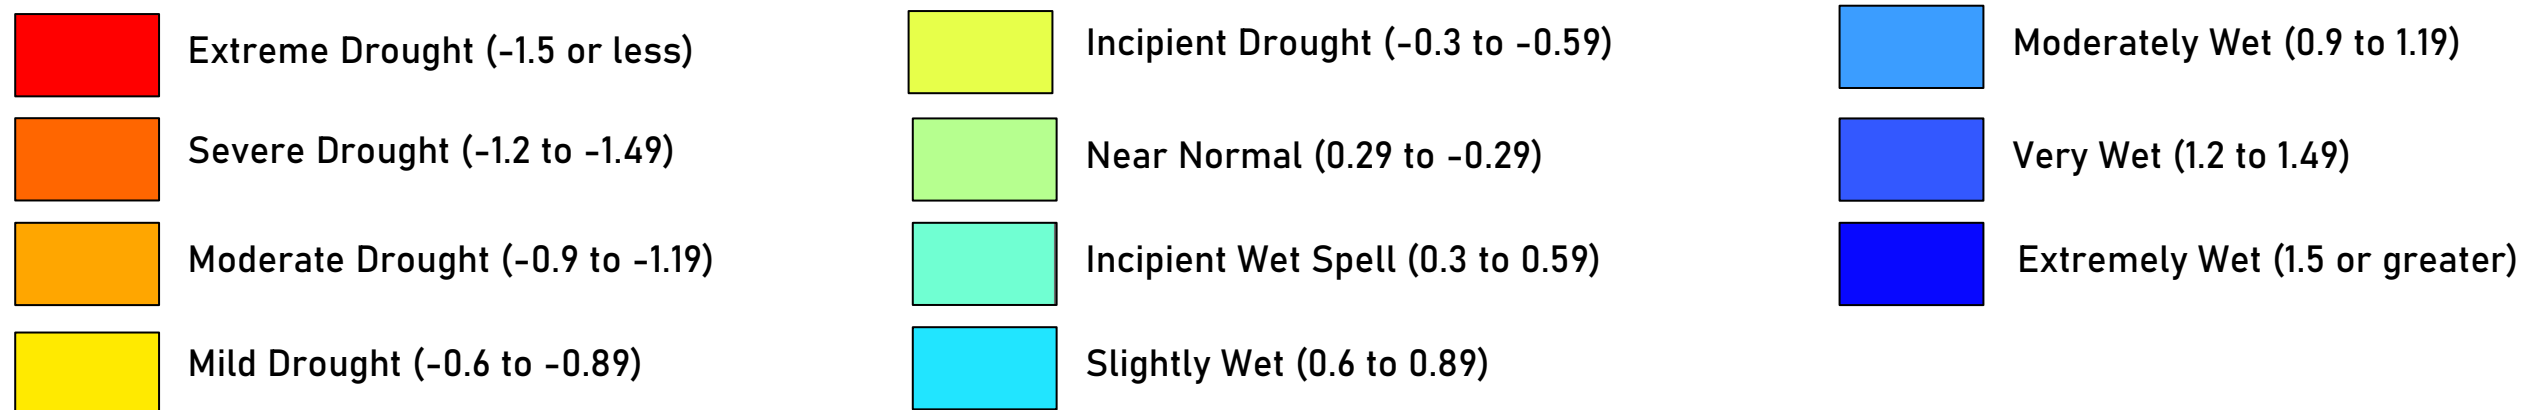 Extreme Drought (-1.5 or less)
Severe Drought (-1.2 to -1.49)
Moderate Drought (-0.9 to -1.19)
Mild Drought (-0.6 to -0.89)
Incipient Drought (-0.3 to -0.59)
Near Normal (0.29 to -0.29)
Incipient Wet Spell (0.3 to 0.59)
Slightly Wet (0.6 to 0.89)
Moderately Wet (0.9 to 1.19)
Very Wet (1.2 to 1.49)
Extremely Wet (1.5 or greater)